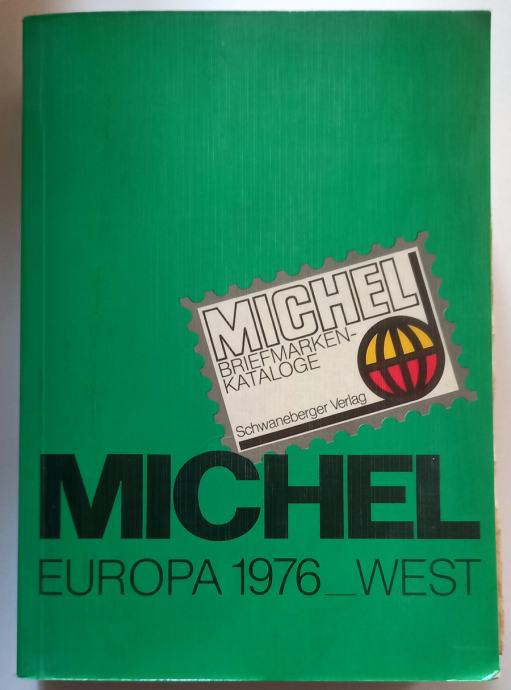 MICHEL
BRIEFMARKEN-
KATALOGE
Schwaneberger Verlag
MICHEL
EUROPA 1976_WEST